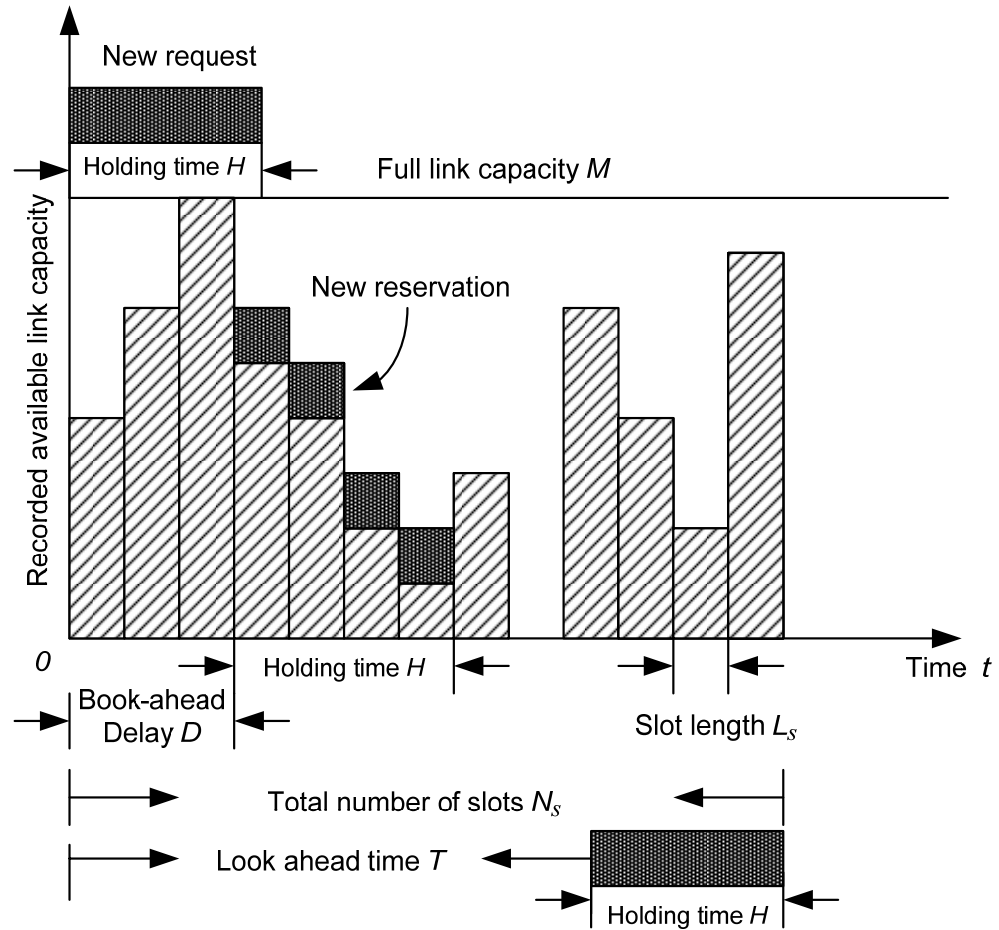 New request
Holding time H
Full link capacity M
Recorded available link capacity
New reservation
0
Holding time H
Time t
Book-ahead
Delay D
Slot length Ls
Total number of slots Ns
Look ahead time T
Holding time H